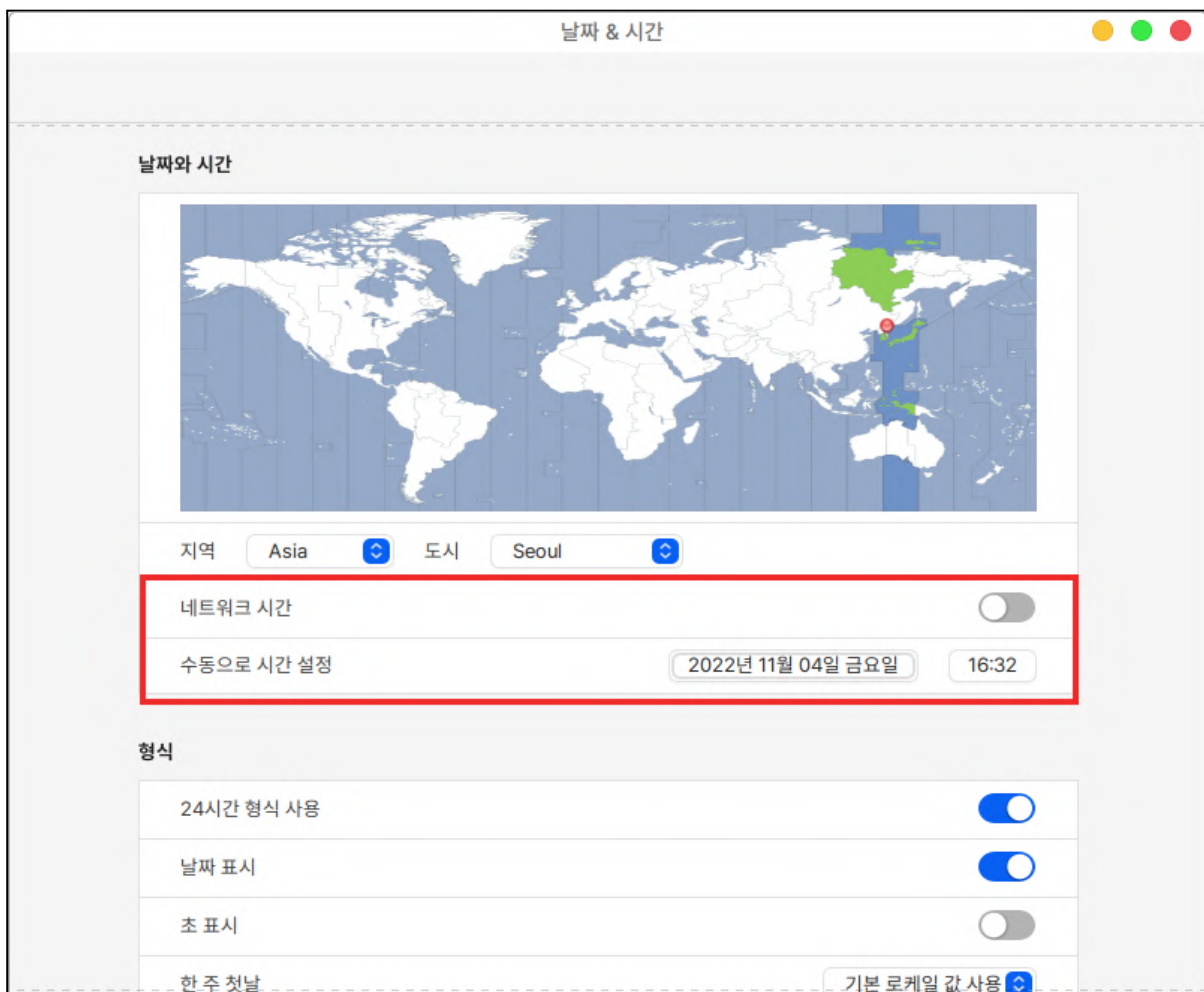 날짜 & 시간
날짜와 시간
지역 Asia 도시 Seoul
네트워크 시간
수동으로 시간 설정 2022년 11월 04일 금요일 16:32
형식
24시간 형식 사용
날짜 표시
초 표시
한 주 첫날 기본 로케일 값 사용